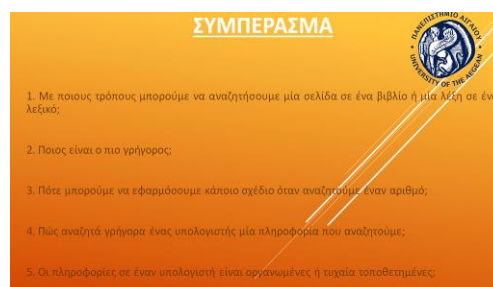 ΣΥΜΠΕΡΑΣΜΑ
ΠΑΝΕΠΙΣΤΗΜΙΟ ΑΙΓΑΙΟΥ
UNIVERSITY OF THE AEGEAN
1. Με ποιους τρόπους μπορούμε να αναζητήσουμε μία σελίδα σε ένα βιβλίο ή μία λέξη σε ένα
λεξικό;
2. Ποιος είναι ο πιο γρήγορος;
3. Πότε μπορούμε να εφαρμόσουμε κάποιο σχέδιο όταν αναζητούμε έναν αριθμό;
4. Πώς αναζητά γρήγορα ένας υπολογιστής μία πληροφορία που αναζητούμε;
5. Οι πληροφορίες σε έναν υπολογιστή είναι οργανωμένες ή τυχαία τοποθετημένες;